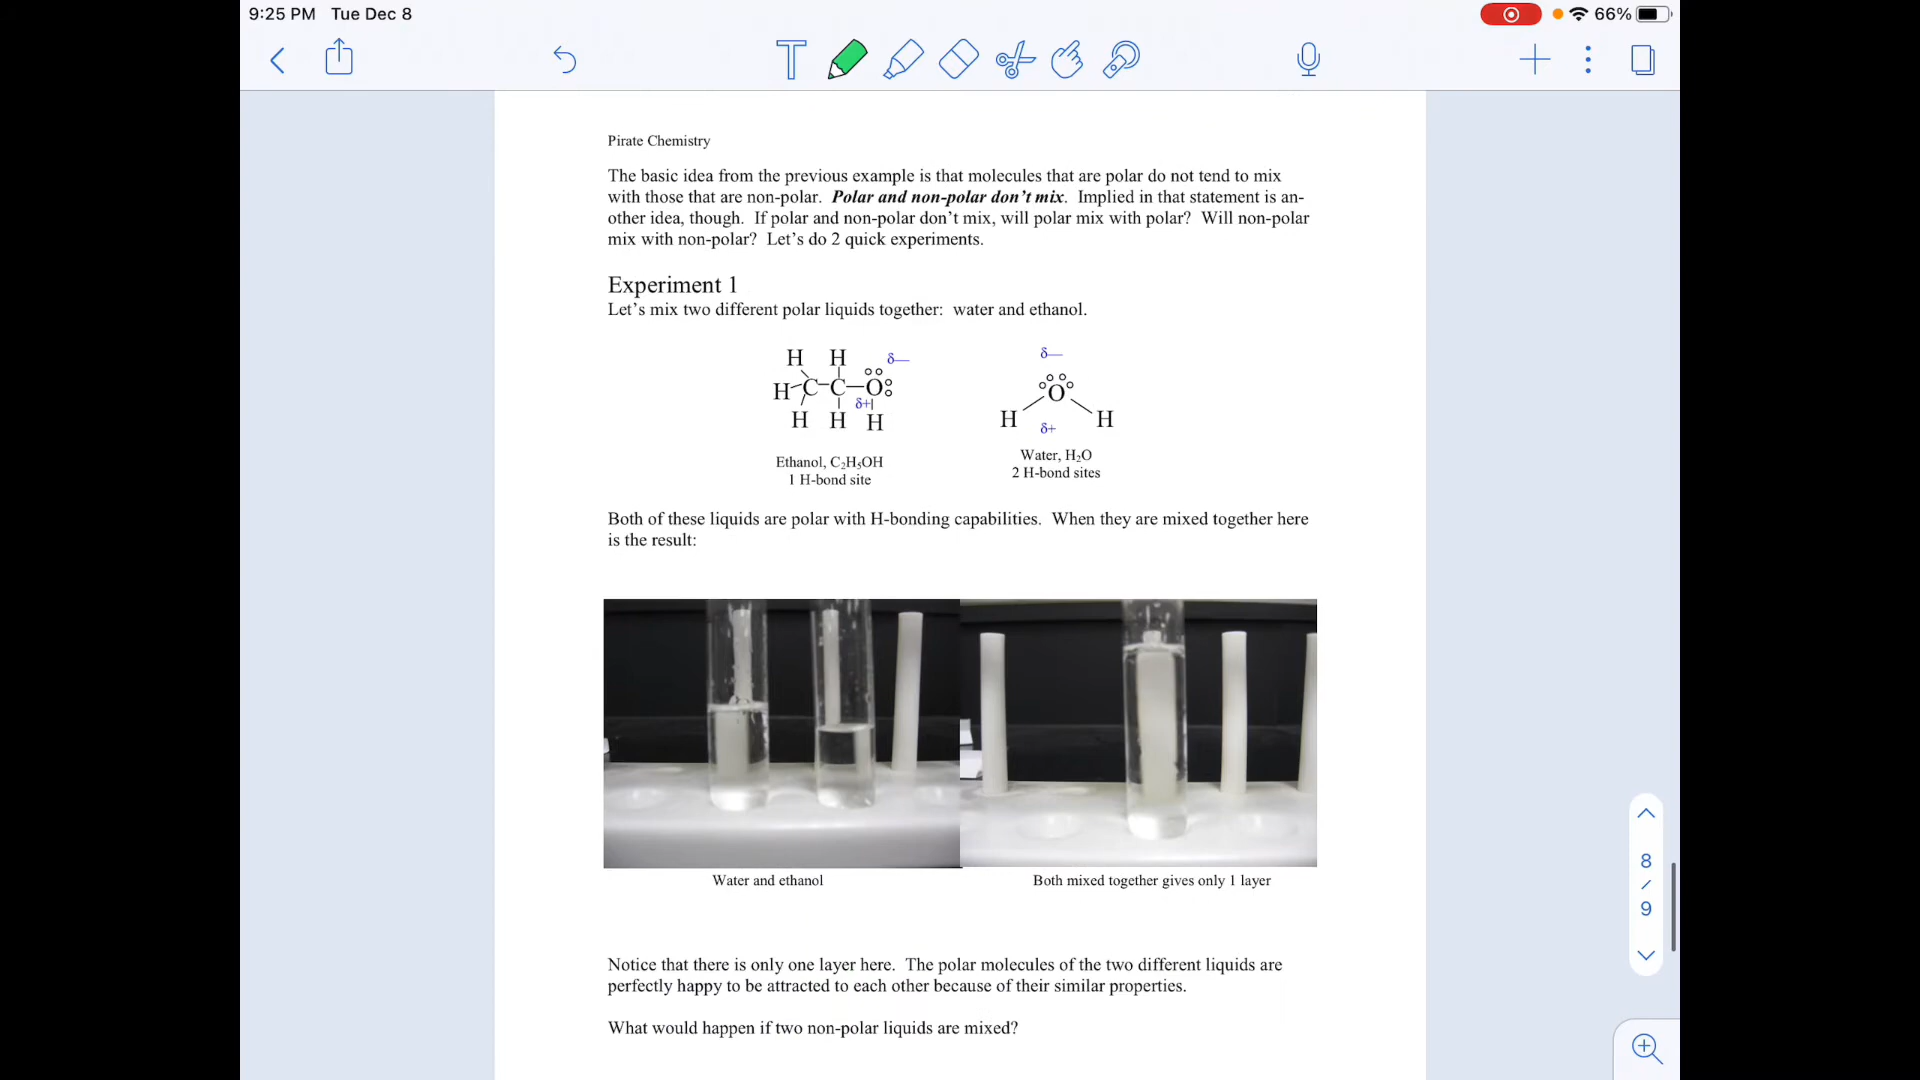 9:25 PM Tue Dec 8
66%
Pirate Chemistry
The basic idea from the previous example is that molecules that are polar do not tend to mix
with those that are non-polar. Polar and non-polar don't mix. Implied in that statement is an-
other idea, though. If polar and non-polar don't mix, will polar mix with polar? Will non-polar
mix with non-polar? Let's do 2 quick experiments.
Experiment 1
Let's mix two different polar liquids together: water and ethanol.
H H δ—
H C C O
δ+
H H H
δ—
O
H H
δ+
Ethanol, C₂H₅OH
1 H-bond site
Water, H₂O
2 H-bond sites
Both of these liquids are polar with H-bonding capabilities. When they are mixed together here
is the result:
Water and ethanol
Both mixed together gives only 1 layer
Notice that there is only one layer here. The polar molecules of the two different liquids are
perfectly happy to be attracted to each other because of their similar properties.
What would happen if two non-polar liquids are mixed?
8
/
9